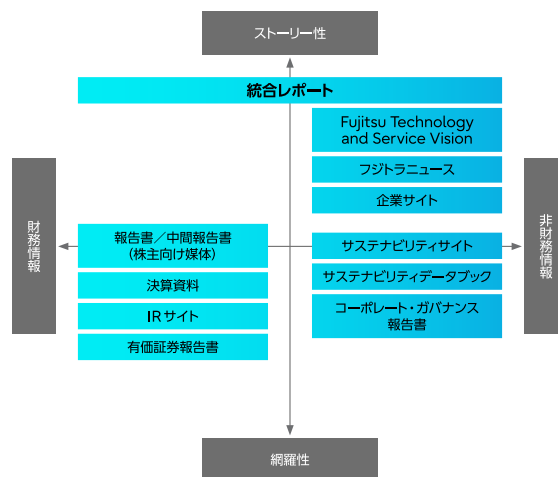 ストーリー性
統合レポート
Fujitsu Technology
and Service Vision
フジトラニュース
企業サイト
財務情報
非財務情報
報告書／中間報告書
（株主向け媒体）
決算資料
IRサイト
有価証券報告書
サステナビリティサイト
サステナビリティデータブック
コーポレート・ガバナンス
報告書
網羅性